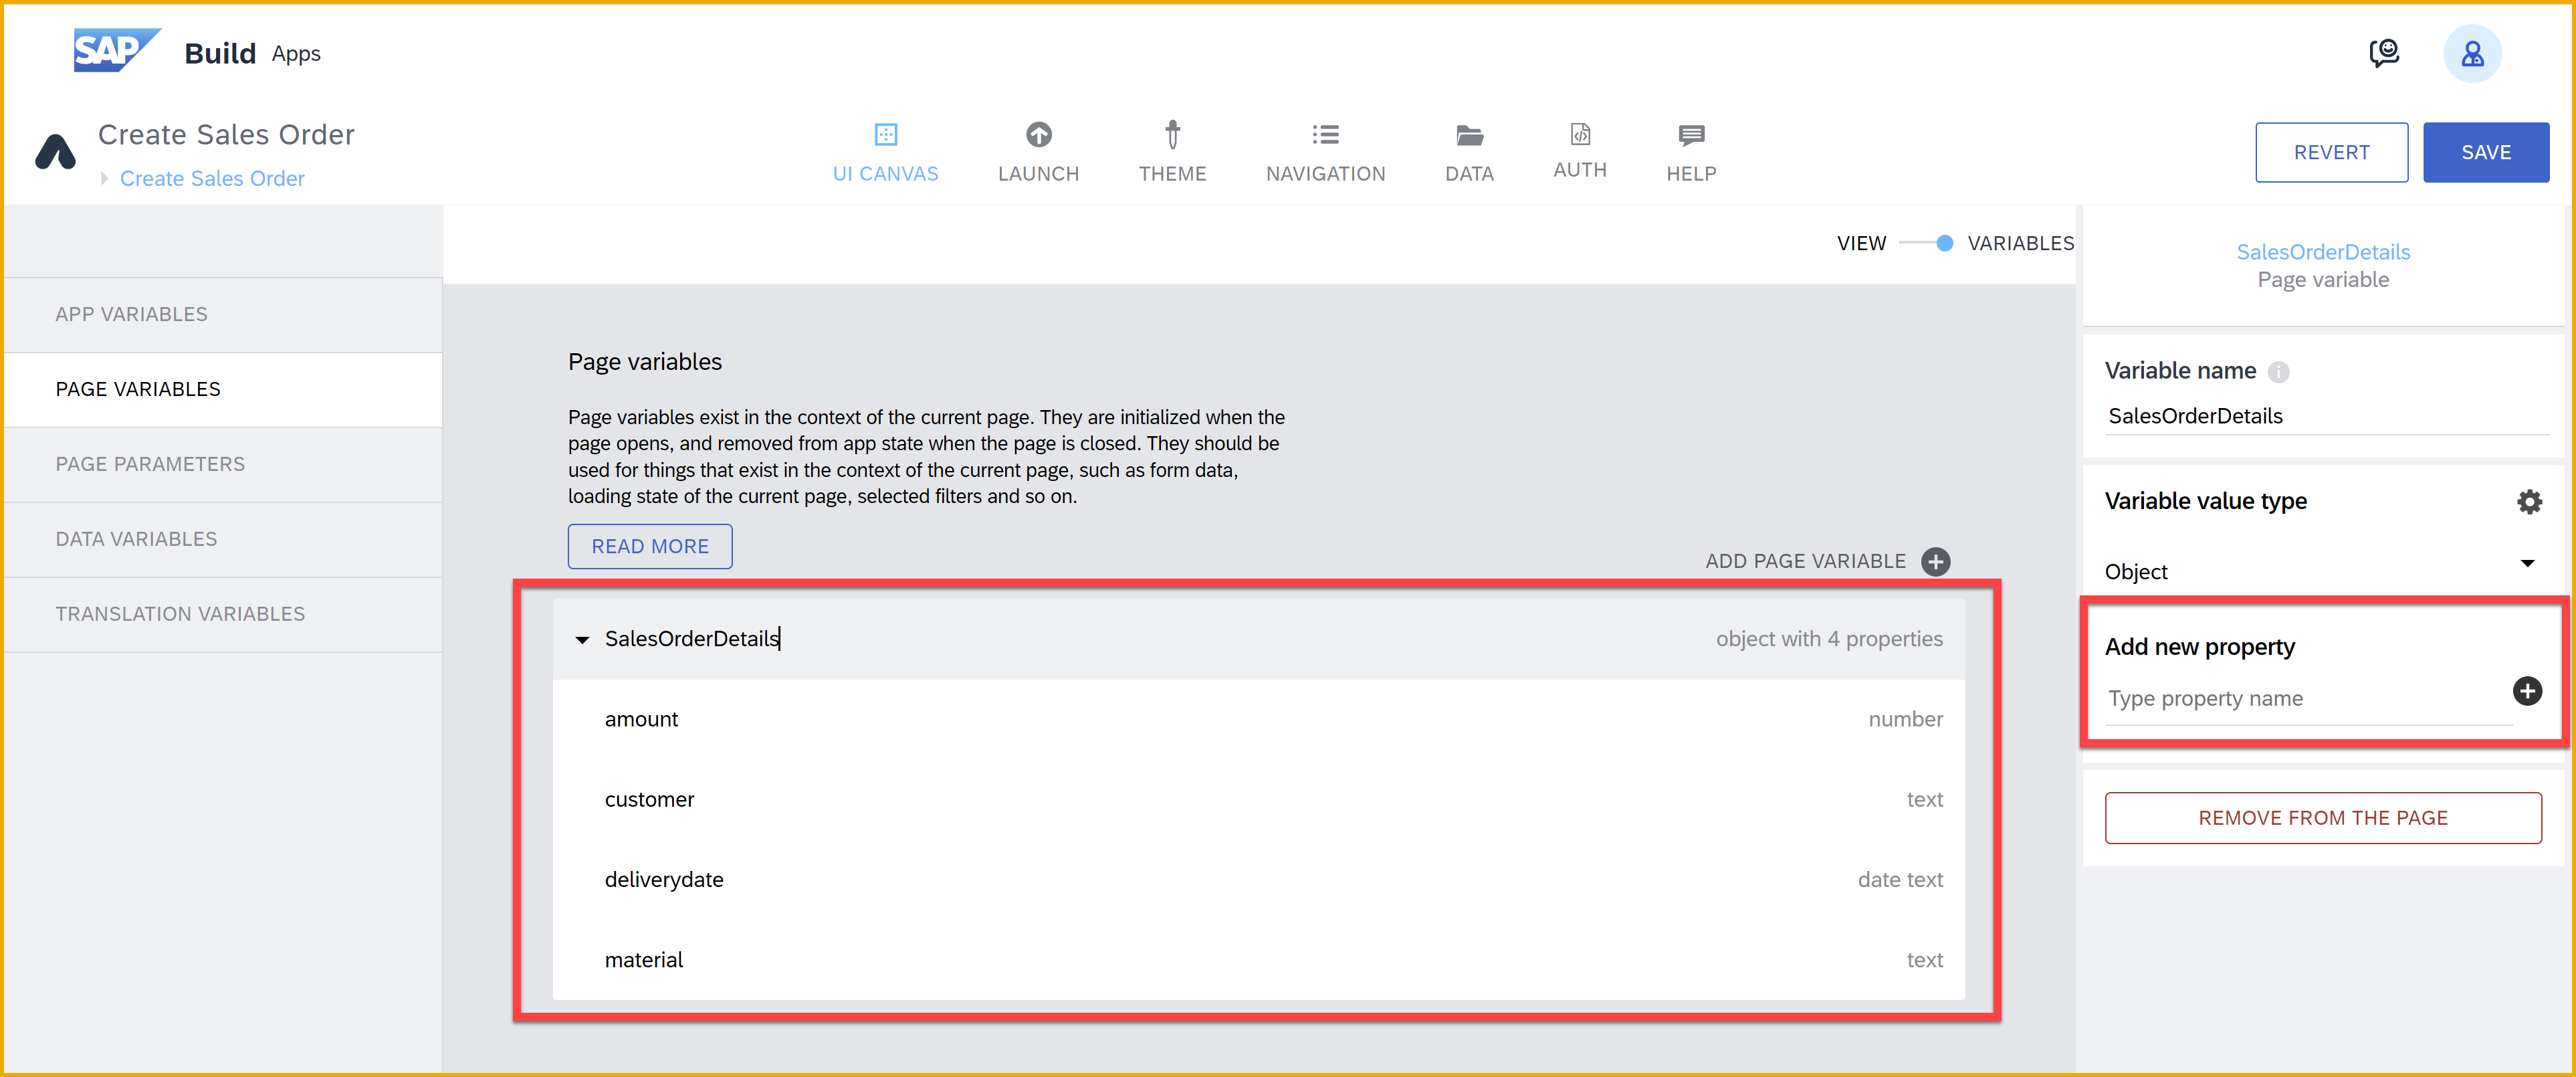 SAP Build Apps
Create Sales Order
Create Sales Order
UI CANVAS
LAUNCH
THEME
NAVIGATION
DATA
AUTH
HELP
REVERT
SAVE
APP VARIABLES
PAGE VARIABLES
PAGE PARAMETERS
DATA VARIABLES
TRANSLATION VARIABLES
VIEW
VARIABLES
Page variables
Page variables exist in the context of the current page. They are initialized when the
page opens, and removed from app state when the page is closed. They should be
used for things that exist in the context of the current page, such as form data,
loading state of the current page, selected filters and so on.
READ MORE
ADD PAGE VARIABLE
SalesOrderDetails object with 4 properties
amount number
customer text
deliverydate date text
material text
SalesOrderDetails
Page variable
Variable name
SalesOrderDetails
Variable value type
Object
Add new property
Type property name
REMOVE FROM THE PAGE